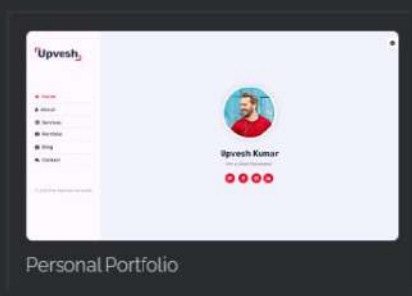 Upvesh
Home
About
Services
Portfolio
Blog
Contact
Upvesh Kumar
Personal Portfolio